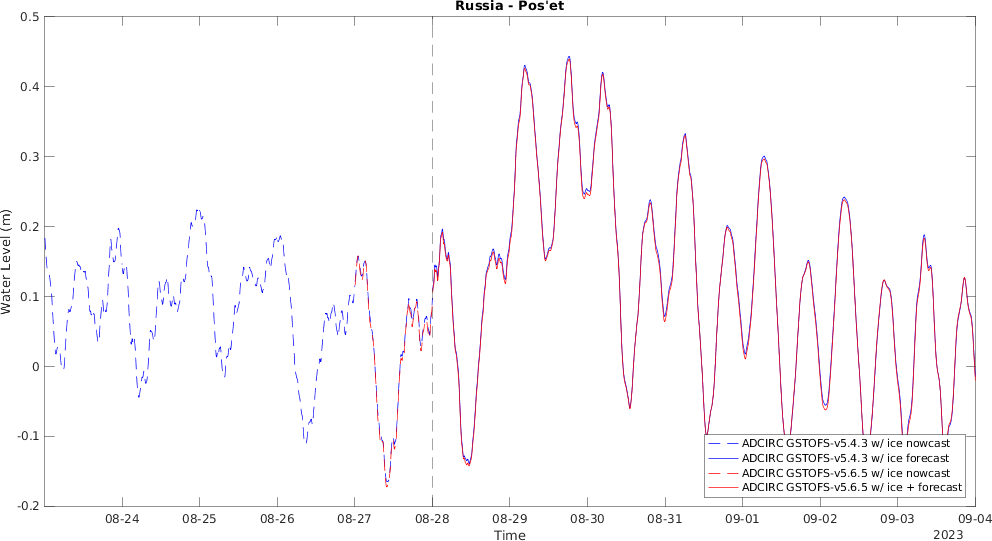 Russia - Pos'et
0.5
0.4
0.3
0.2
0.1
0
-0.1
-0.2
Water Level (m)
ADCIRC GSTOFS-v5.4.3 w/ ice nowcast
ADCIRC GSTOFS-v5.4.3 w/ ice forecast
ADCIRC GSTOFS-v5.6.5 w/ ice nowcast
ADCIRC GSTOFS-v5.6.5 w/ ice + forecast
08-24 08-25 08-26 08-27 08-28 08-29 08-30 08-31 09-01 09-02 09-03 09-04
Time
2023